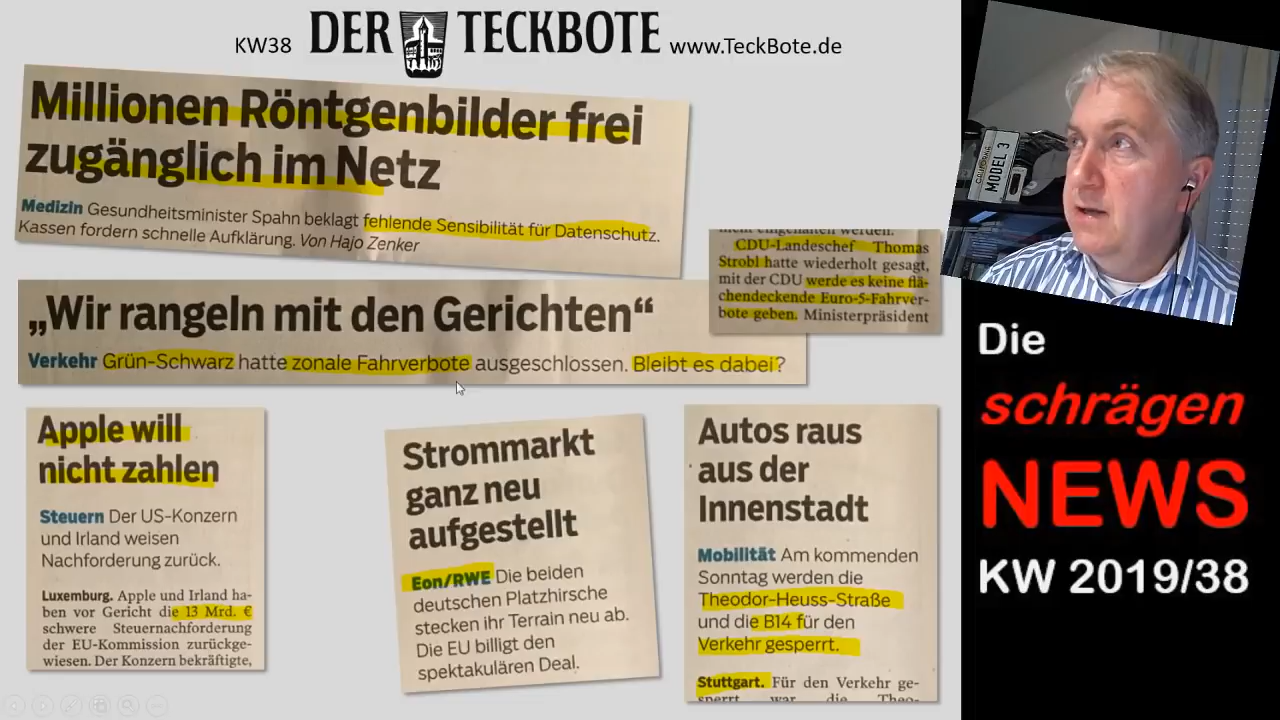 KW38 DER TECKBOTE www.TeckBote.de
Millionen Röntgenbilder frei
zugänglich im Netz
Medizin Gesundheitsminister Spahn beklagt fehlende Sensibilität für Datenschutz.
Kassen fordern schnelle Aufklärung. Von Hajo Zenker
eingehalten werden.
CDU-Landeschef Thomas
Strobl hatte wiederholt gesagt,
mit der CDU werde es keine flä-
chendeckende Euro-5-Fahrver-
bote geben. Ministerpräsident
„Wir rangeln mit den Gerichten“
Verkehr Grün-Schwarz hatte zonale Fahrverbote ausgeschlossen. Bleibt es dabei?
Apple will
nicht zahlen
Steuern Der US-Konzern
und Irland weisen
Nachforderung zurück.
Luxemburg. Apple und Irland ha-
ben vor Gericht die 13 Mrd. €
schwere Steuernachforderung
der EU-Kommission zurückge-
wiesen. Der Konzern bekräftigte,
Strommarkt
ganz neu
aufgestellt
Eon/RWE Die beiden
deutschen Platzhirsche
stecken ihr Terrain neu ab.
Die EU billigt den
spektakulären Deal.
Autos raus
aus der
Innenstadt
Mobilität Am kommenden
Sonntag werden die
Theodor-Heuss-Straße
und die B14 für den
Verkehr gesperrt.
Stuttgart. Für den Verkehr ge-
sperrt war die Theo-
MODEL 3
Die
schrägen
NEWS
KW 2019/38